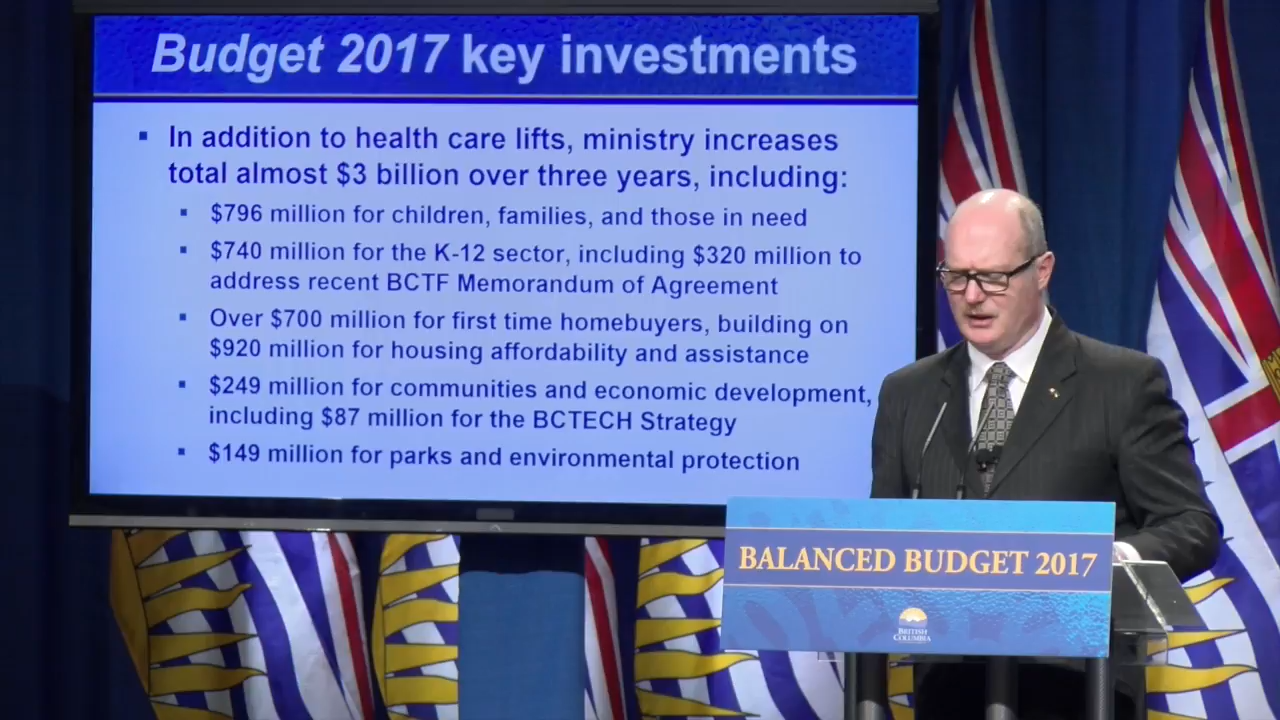 Budget 2017 key investments
▪ In addition to health care lifts, ministry increases
total almost $3 billion over three years, including:
▪ $796 million for children, families, and those in need
▪ $740 million for the K-12 sector, including $320 million to
address recent BCTF Memorandum of Agreement
▪ Over $700 million for first time homebuyers, building on
$920 million for housing affordability and assistance
▪ $249 million for communities and economic development,
including $87 million for the BCTECH Strategy
▪ $149 million for parks and environmental protection
BALANCED BUDGET 2017
BRITISH
COLUMBIA